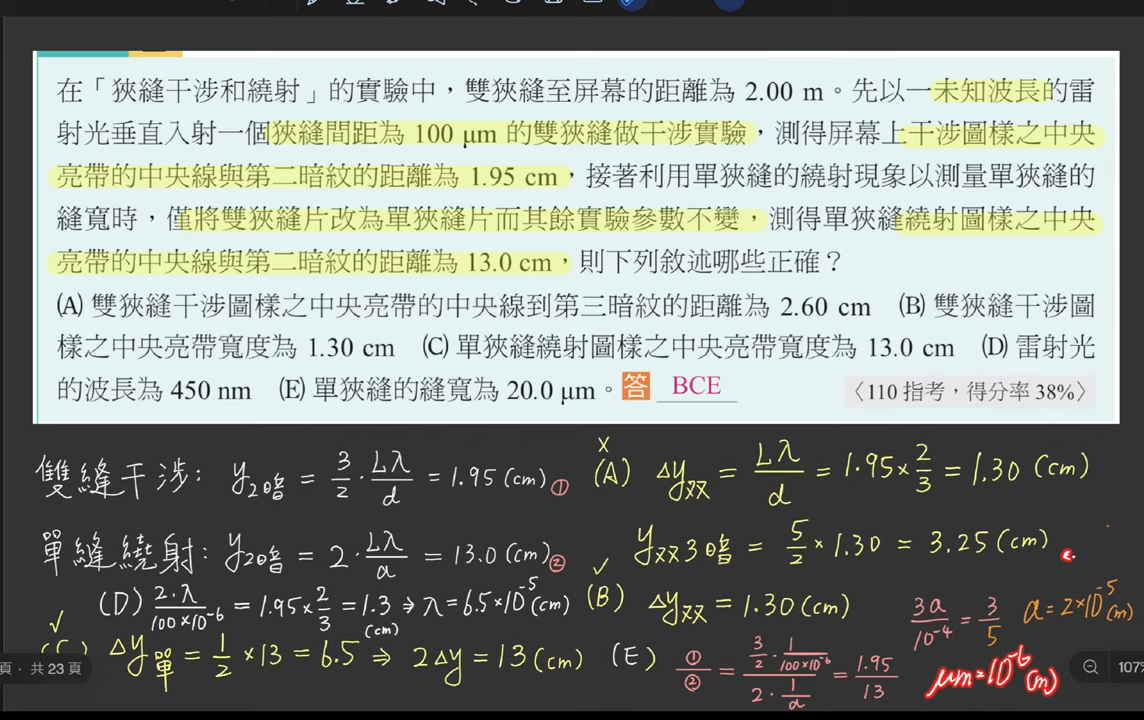 在「狹縫干涉和繞射」的實驗中，雙狹縫至屏幕的距離為 2.00 m。先以一未知波長的雷
射光垂直入射一個狹縫間距為 100 μm 的雙狹縫做干涉實驗，測得屏幕上干涉圖樣之中央
亮帶的中央線與第二暗紋的距離為 1.95 cm，接著利用單狹縫的繞射現象以測量單狹縫的
縫寬時，僅將雙狹縫片改為單狹縫片而其餘實驗參數不變，測得單狹縫繞射圖樣之中央
亮帶的中央線與第二暗紋的距離為 13.0 cm，則下列敘述哪些正確？
(A) 雙狹縫干涉圖樣之中央亮帶的中央線到第三暗紋的距離為 2.60 cm (B) 雙狹縫干涉圖
樣之中央亮帶寬度為 1.30 cm (C) 單狹縫繞射圖樣之中央亮帶寬度為 13.0 cm (D) 雷射光
的波長為 450 nm (E) 單狹縫的縫寬為 20.0 μm。答 BCE 〈110 指考，得分率 38%〉
雙縫干涉: y₂暗 = 3/2 · Lλ/d = 1.95 (cm) ①
x (A) Δy双 = Lλ/d = 1.95 × 2/3 = 1.30 (cm)
單縫繞射: y₂暗 = 2 · Lλ/a = 13.0 (cm) ②
y双3暗 = 5/2 × 1.30 = 3.25 (cm)
(D) 2·λ/100×10⁻⁶ = 1.95 × 2/3 = 1.3 (cm) ⇒ λ = 6.5×10⁻⁵ (cm)
✓ (B) Δy双 = 1.30 (cm)
✓ Δy單 = 1/2 × 13 = 6.5 ⇒ 2Δy = 13 (cm)
(E) ①/② = (3/2 · 1/100×10⁻⁶)/(2 · 1/a) = 1.95/13
3a/10⁻⁴ = 3/5 a = 2×10⁻⁵ (m)
μm = 10⁻⁶ (m)
頁 · 共 23 頁
107%